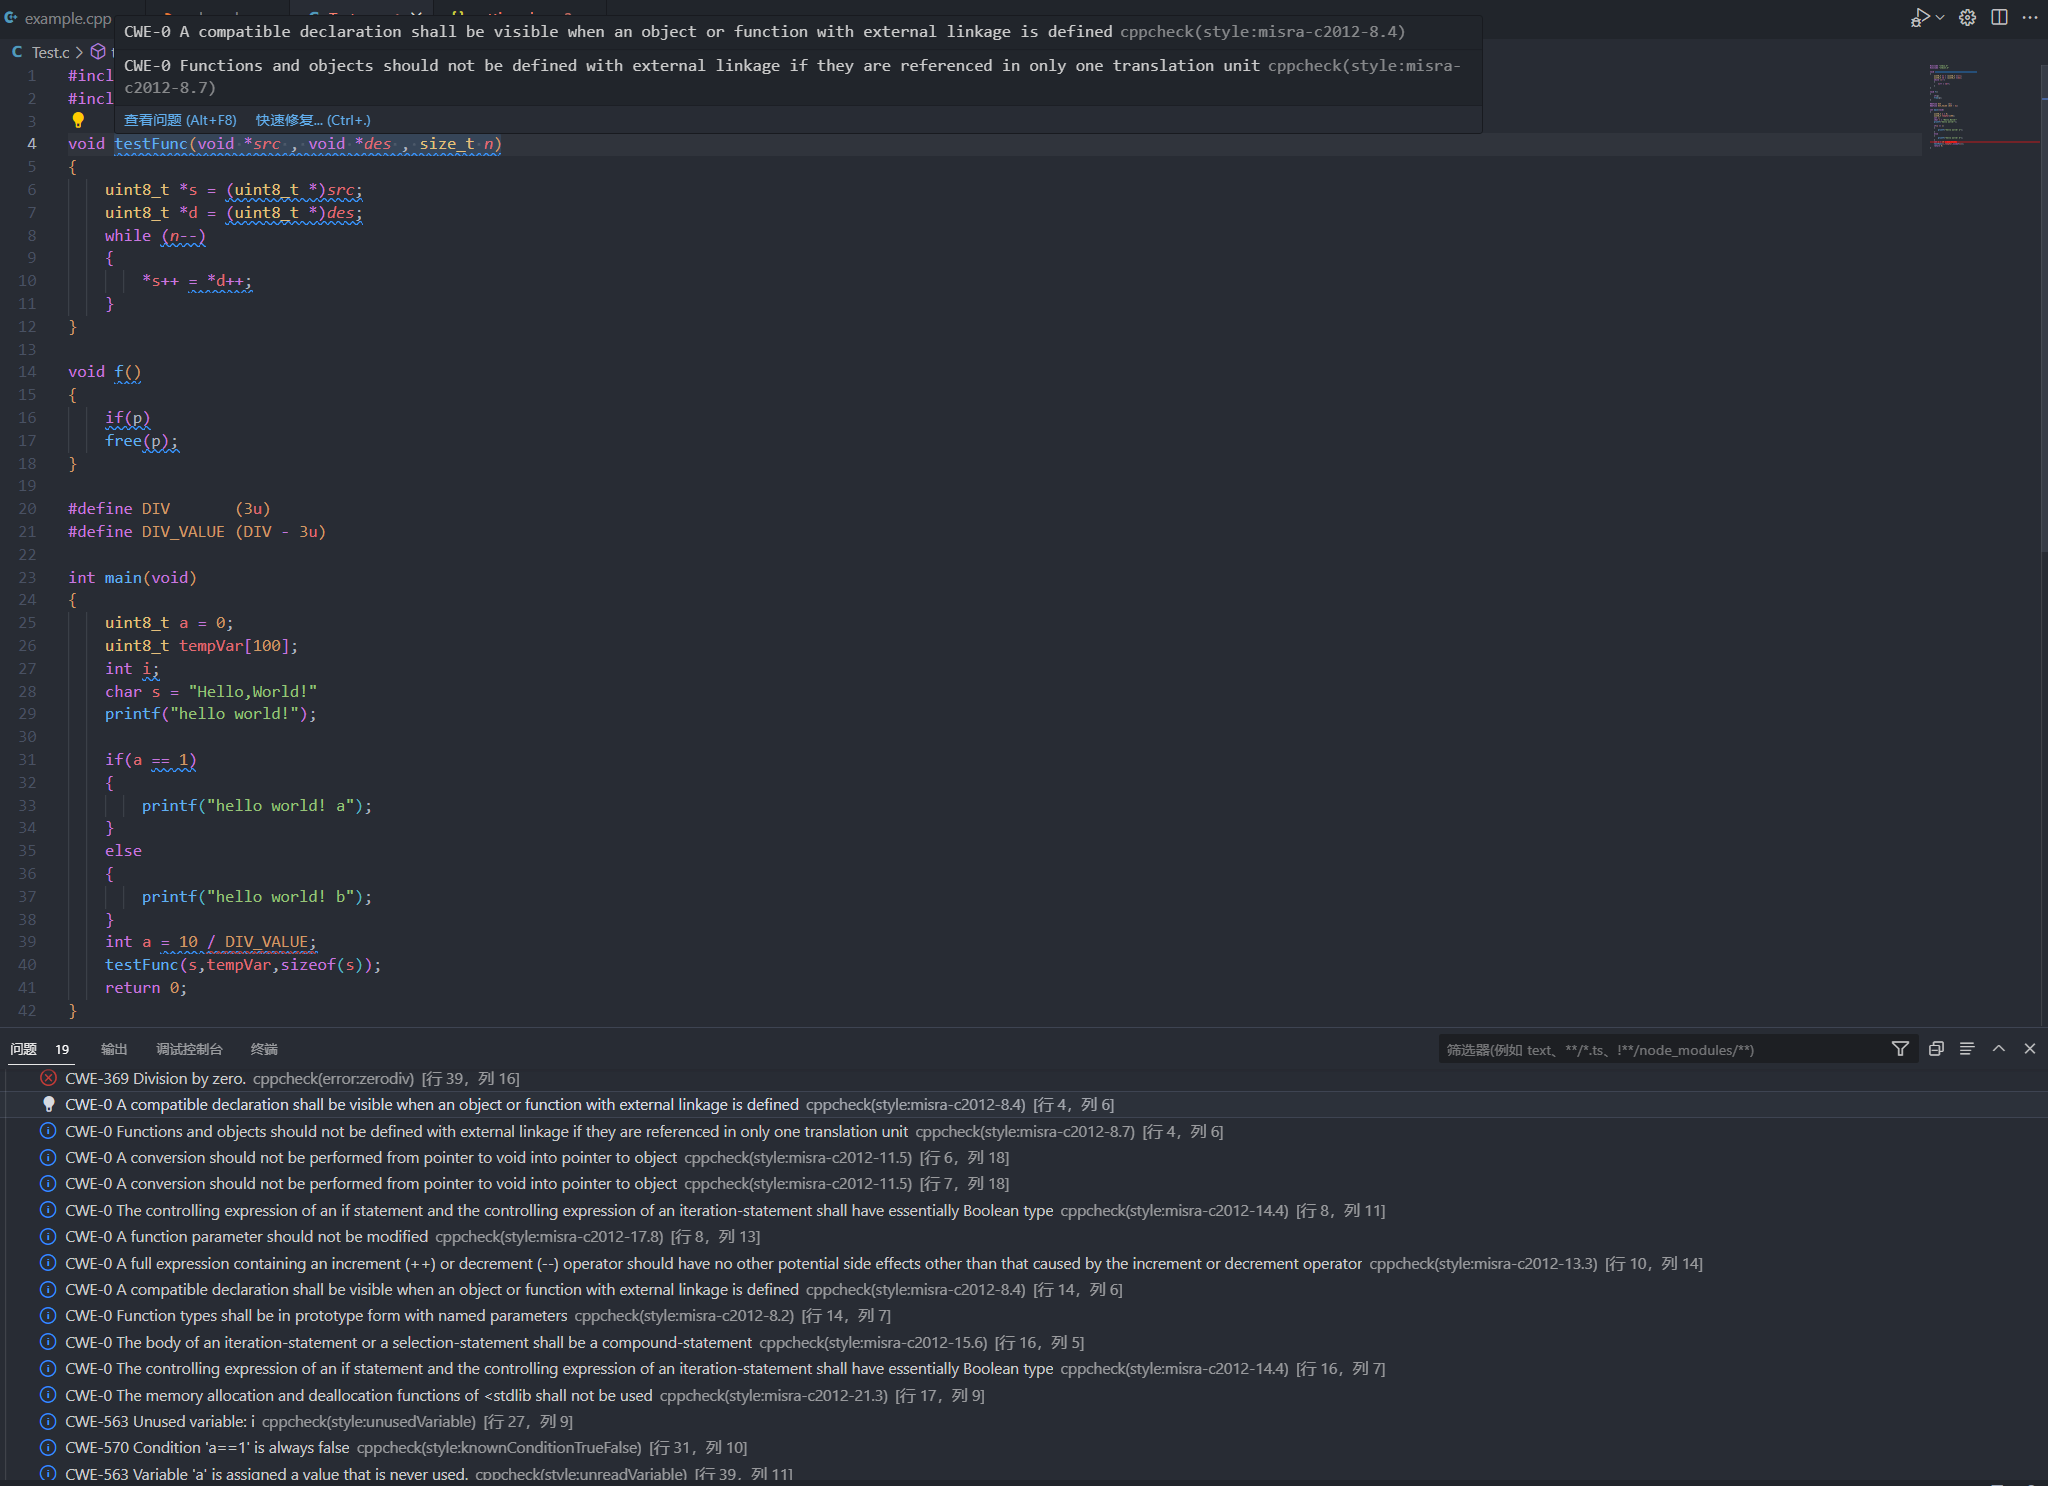 example.cpp
Test.c
CWE-0 A compatible declaration shall be visible when an object or function with external linkage is defined cppcheck(style:misra-c2012-8.4)
CWE-0 Functions and objects should not be defined with external linkage if they are referenced in only one translation unit cppcheck(style:misra-
c2012-8.7)
查看问题 (Alt+F8) 快速修复... (Ctrl+.)
1 #incl
2 #incl
3
4 void testFunc(void *src , void *des , size_t n)
5 {
6 uint8_t *s = (uint8_t *)src;
7 uint8_t *d = (uint8_t *)des;
8 while (n--)
9 {
10 *s++ = *d++;
11 }
12 }
13
14 void f()
15 {
16 if(p)
17 free(p);
18 }
19
20 #define DIV (3u)
21 #define DIV_VALUE (DIV - 3u)
22
23 int main(void)
24 {
25 uint8_t a = 0;
26 uint8_t tempVar[100];
27 int i;
28 char s = "Hello,World!"
29 printf("hello world!");
30
31 if(a == 1)
32 {
33 printf("hello world! a");
34 }
35 else
36 {
37 printf("hello world! b");
38 }
39 int a = 10 / DIV_VALUE;
40 testFunc(s,tempVar,sizeof(s));
41 return 0;
42 }
问题 19 输出 调试控制台 终端 筛选器(例如 text、**/*.ts、!**/node_modules/**)
CWE-369 Division by zero. cppcheck(error:zerodiv) [行 39，列 16]
CWE-0 A compatible declaration shall be visible when an object or function with external linkage is defined cppcheck(style:misra-c2012-8.4) [行 4，列 6]
CWE-0 Functions and objects should not be defined with external linkage if they are referenced in only one translation unit cppcheck(style:misra-c2012-8.7) [行 4，列 6]
CWE-0 A conversion should not be performed from pointer to void into pointer to object cppcheck(style:misra-c2012-11.5) [行 6，列 18]
CWE-0 A conversion should not be performed from pointer to void into pointer to object cppcheck(style:misra-c2012-11.5) [行 7，列 18]
CWE-0 The controlling expression of an if statement and the controlling expression of an iteration-statement shall have essentially Boolean type cppcheck(style:misra-c2012-14.4) [行 8，列 11]
CWE-0 A function parameter should not be modified cppcheck(style:misra-c2012-17.8) [行 8，列 13]
CWE-0 A full expression containing an increment (++) or decrement (--) operator should have no other potential side effects other than that caused by the increment or decrement operator cppcheck(style:misra-c2012-13.3) [行 10，列 14]
CWE-0 A compatible declaration shall be visible when an object or function with external linkage is defined cppcheck(style:misra-c2012-8.4) [行 14，列 6]
CWE-0 Function types shall be in prototype form with named parameters cppcheck(style:misra-c2012-8.2) [行 14，列 7]
CWE-0 The body of an iteration-statement or a selection-statement shall be a compound-statement cppcheck(style:misra-c2012-15.6) [行 16，列 5]
CWE-0 The controlling expression of an if statement and the controlling expression of an iteration-statement shall have essentially Boolean type cppcheck(style:misra-c2012-14.4) [行 16，列 7]
CWE-0 The memory allocation and deallocation functions of <stdlib shall not be used cppcheck(style:misra-c2012-21.3) [行 17，列 9]
CWE-563 Unused variable: i cppcheck(style:unusedVariable) [行 27，列 9]
CWE-570 Condition 'a==1' is always false cppcheck(style:knownConditionTrueFalse) [行 31，列 10]
CWE-563 Variable 'a' is assigned a value that is never used. cppcheck(style:unreadVariable) [行 39，列 11]